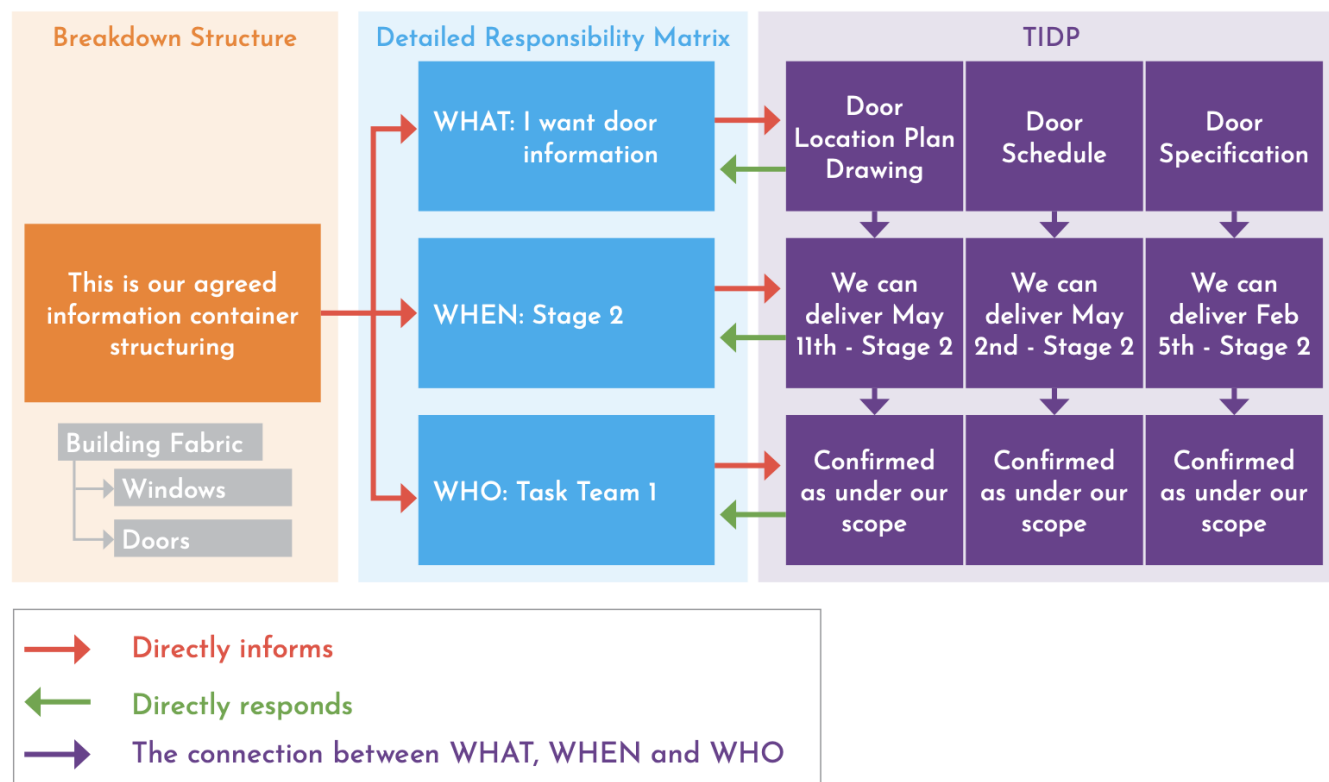 Breakdown Structure
This is our agreed
information container
structuring
Building Fabric
Windows
Doors
Detailed Responsibility Matrix
WHAT: I want door
information
WHEN: Stage 2
WHO: Task Team 1
TIDP
Door
Location Plan
Drawing
Door
Schedule
Door
Specification
We can
deliver May
11th - Stage 2
We can
deliver May
2nd - Stage 2
We can
deliver Feb
5th - Stage 2
Confirmed
as under our
scope
Confirmed
as under our
scope
Confirmed
as under our
scope
Directly informs
Directly responds
The connection between WHAT, WHEN and WHO